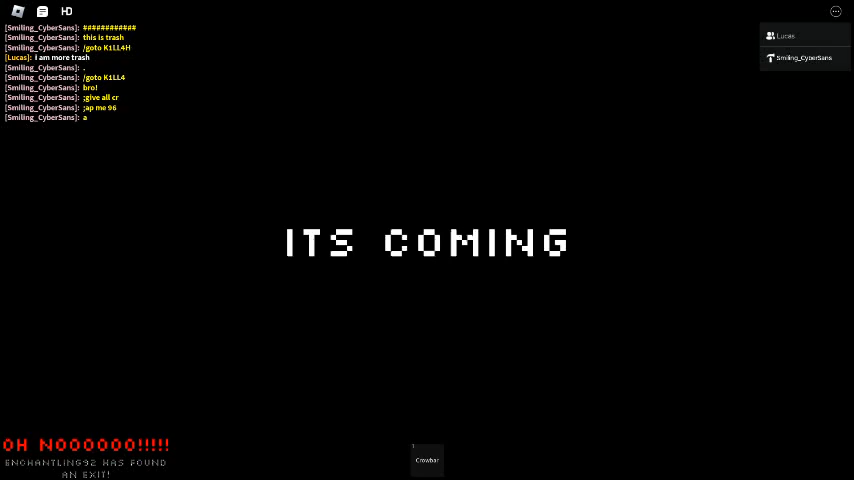 HD
[Smiling_CyberSans]: ############
[Smiling_CyberSans]: this is trash
[Smiling_CyberSans]: /goto K1LL4H
[Lucas]: I am more trash
[Smiling_CyberSans]: .
[Smiling_CyberSans]: /goto K1LL4
[Smiling_CyberSans]: bro!
[Smiling_CyberSans]: ;give all cr
[Smiling_CyberSans]: ;ap me 96
[Smiling_CyberSans]: a
Lucas
Smiling_CyberSans
ITS COMING
OH NOOOOOO!!!!!
ENCHANTLING92 WAS FOUND
AN EXIT!
1
Crowbar